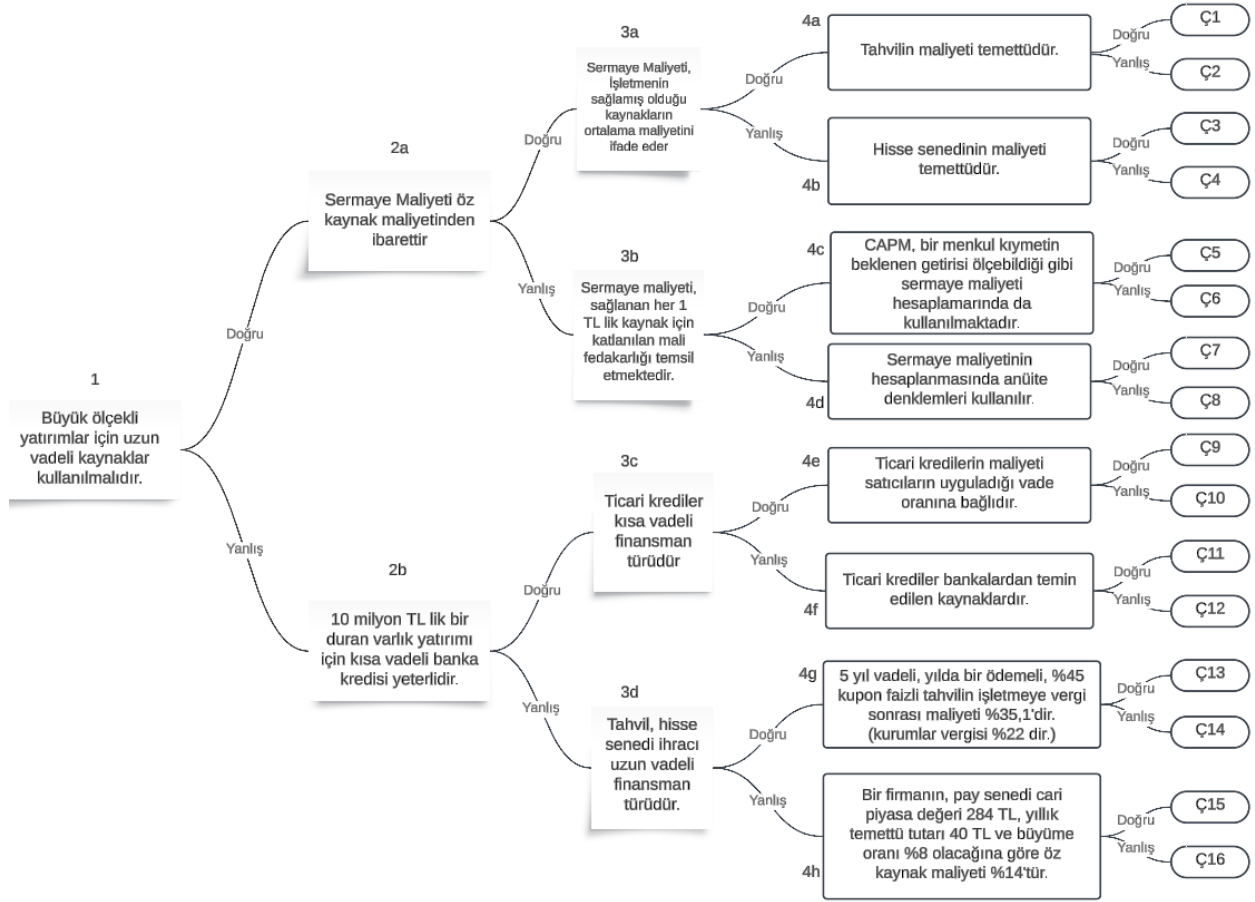 1
Büyük ölçekli
yatırımlar için uzun
vadeli kaynaklar
kullanılmalıdır.
Doğru
Yanlış
2a
Sermaye Maliyeti öz
kaynak maliyetinden
ibarettir
Doğru
Yanlış
2b
10 milyon TL lik bir
duran varlık yatırımı
için kısa vadeli banka
kredisi yeterlidir.
Doğru
Yanlış
3a
Sermaye Maliyeti,
İşletmenin
sağlamış olduğu
kaynakların
ortalama maliyetini
ifade eder
Doğru
Yanlış
3b
Sermaye maliyeti,
sağlanan her 1
TL lik kaynak için
katlanılan mali
fedakarlığı temsil
etmektedir.
Doğru
Yanlış
3c
Ticari krediler
kısa vadeli
finansman
türüdür
Doğru
Yanlış
3d
Tahvil, hisse
senedi ihracı
uzun vadeli
finansman
türüdür.
Doğru
Yanlış
4a
Tahvilin maliyeti temettüdür.
Doğru
Yanlış
Ç1
Ç2
4b
Hisse senedinin maliyeti
temettüdür.
Doğru
Yanlış
Ç3
Ç4
4c
CAPM, bir menkul kıymetin
beklenen getirisi ölçebildiği gibi
sermaye maliyeti
hesaplamarında da
kullanılmaktadır.
Doğru
Yanlış
Ç5
Ç6
4d
Sermaye maliyetinin
hesaplanmasında anüite
denklemleri kullanılır.
Doğru
Yanlış
Ç7
Ç8
4e
Ticari kredilerin maliyeti
satıcıların uyguladığı vade
oranına bağlıdır.
Doğru
Yanlış
Ç9
Ç10
4f
Ticari krediler bankalardan temin
edilen kaynaklardır.
Doğru
Yanlış
Ç11
Ç12
4g
5 yıl vadeli, yılda bir ödemeli, %45
kupon faizli tahvilin işletmeye vergi
sonrası maliyeti %35,1'dir.
(kurumlar vergisi %22 dir.)
Doğru
Yanlış
Ç13
Ç14
4h
Bir firmanın, pay senedi cari
piyasa değeri 284 TL, yıllık
temettü tutarı 40 TL ve büyüme
oranı %8 olacağına göre öz
kaynak maliyeti %14'tür.
Doğru
Yanlış
Ç15
Ç16